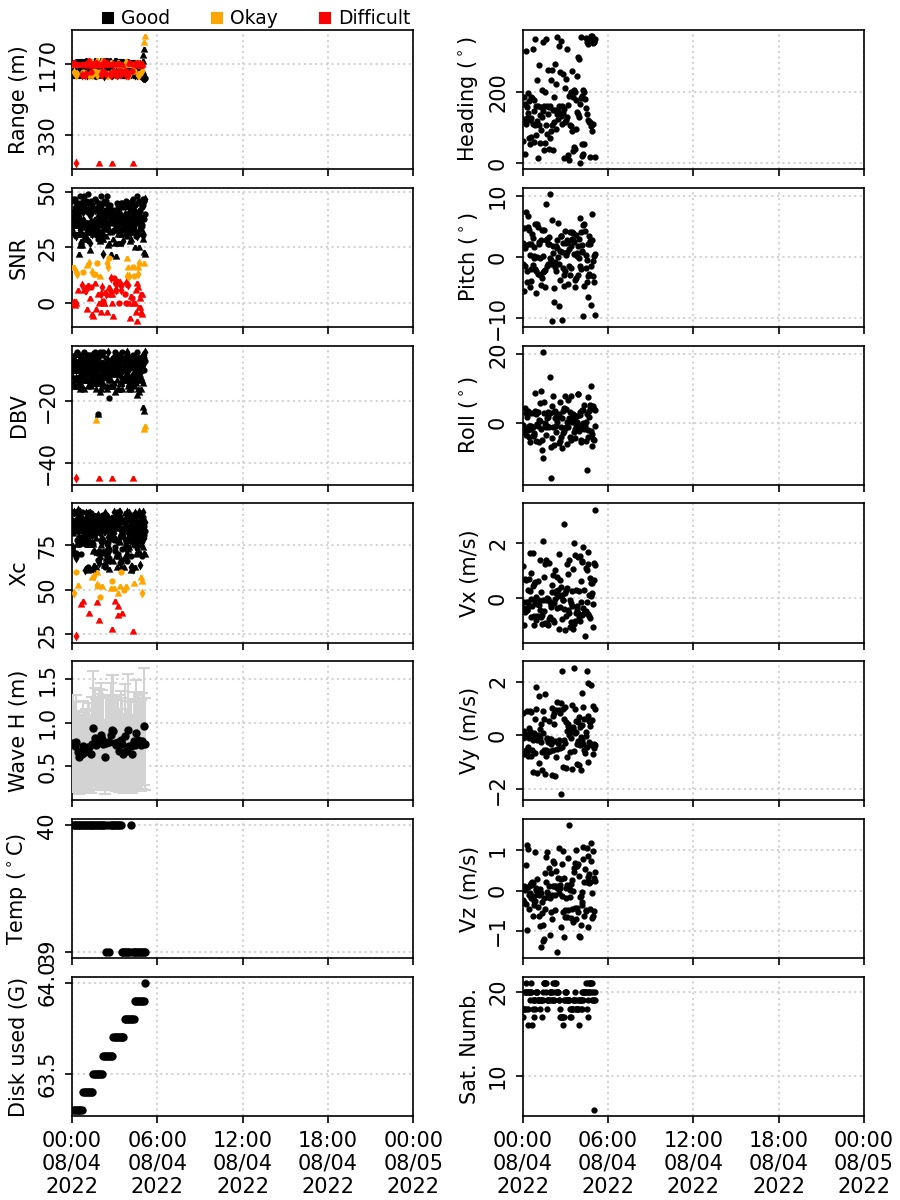 Good Okay Difficult
Range (m)
1170
330
Heading (°)
200
0
SNR
50
25
0
Pitch (°)
10
0
−10
DBV
−20
−40
Roll (°)
20
0
Xc
75
50
25
Vx (m/s)
2
0
Wave H (m)
1.5
1.0
0.5
Vy (m/s)
2
0
−2
Temp (°C)
40
39
Vz (m/s)
1
0
−1
Disk used (G)
64.0
63.5
Sat. Numb.
20
10
00:00 06:00 12:00 18:00 00:00
08/04 08/04 08/04 08/04 08/05
2022 2022 2022 2022 2022
00:00 06:00 12:00 18:00 00:00
08/04 08/04 08/04 08/04 08/05
2022 2022 2022 2022 2022